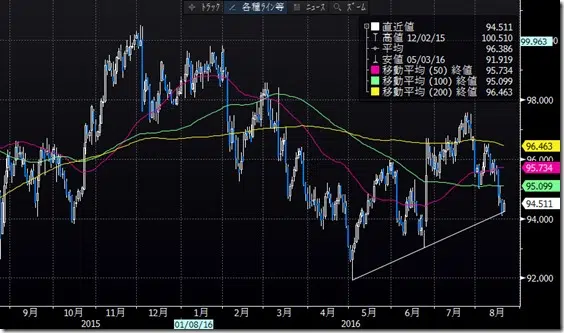 トラック 各種ライン等 ニュース ズーム
直近値 94.511
高値 12/02/15 100.510
平均 96.386
安値 05/03/16 91.919
移動平均 (50) 終値 95.734
移動平均 (100) 終値 95.099
移動平均 (200) 終値 96.463
99.963
98.000
96.463
96.000
95.734
95.099
94.511
94.000
92.000
9月 10月 11月 12月 1月 2月 3月 4月 5月 6月 7月 8月
2015 01/08/16 2016